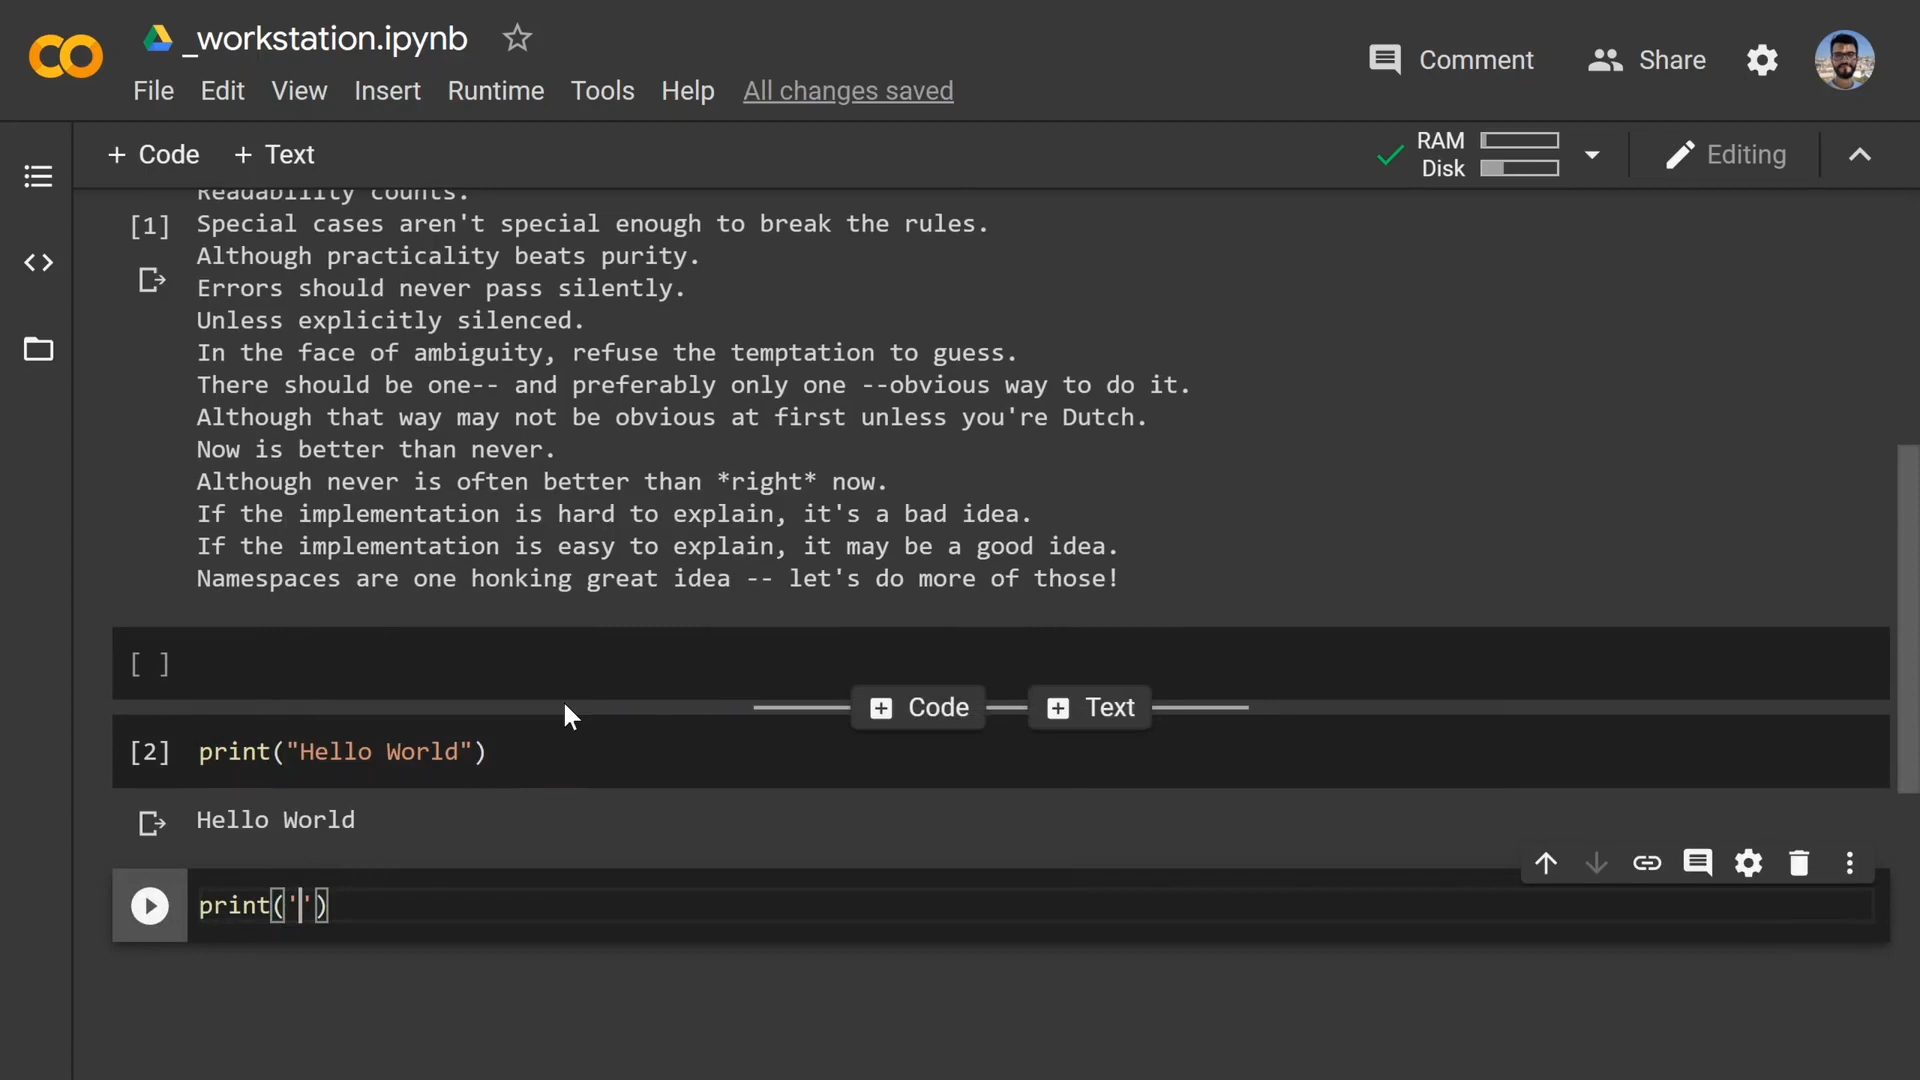 _workstation.ipynb
Comment
Share
File Edit View Insert Runtime Tools Help All changes saved
+ Code + Text
RAM
Disk
Editing
Readability counts.
[1] Special cases aren't special enough to break the rules.
Although practicality beats purity.
Errors should never pass silently.
Unless explicitly silenced.
In the face of ambiguity, refuse the temptation to guess.
There should be one-- and preferably only one --obvious way to do it.
Although that way may not be obvious at first unless you're Dutch.
Now is better than never.
Although never is often better than *right* now.
If the implementation is hard to explain, it's a bad idea.
If the implementation is easy to explain, it may be a good idea.
Namespaces are one honking great idea -- let's do more of those!
[ ]
+ Code + Text
[2] print("Hello World")
Hello World
print('')